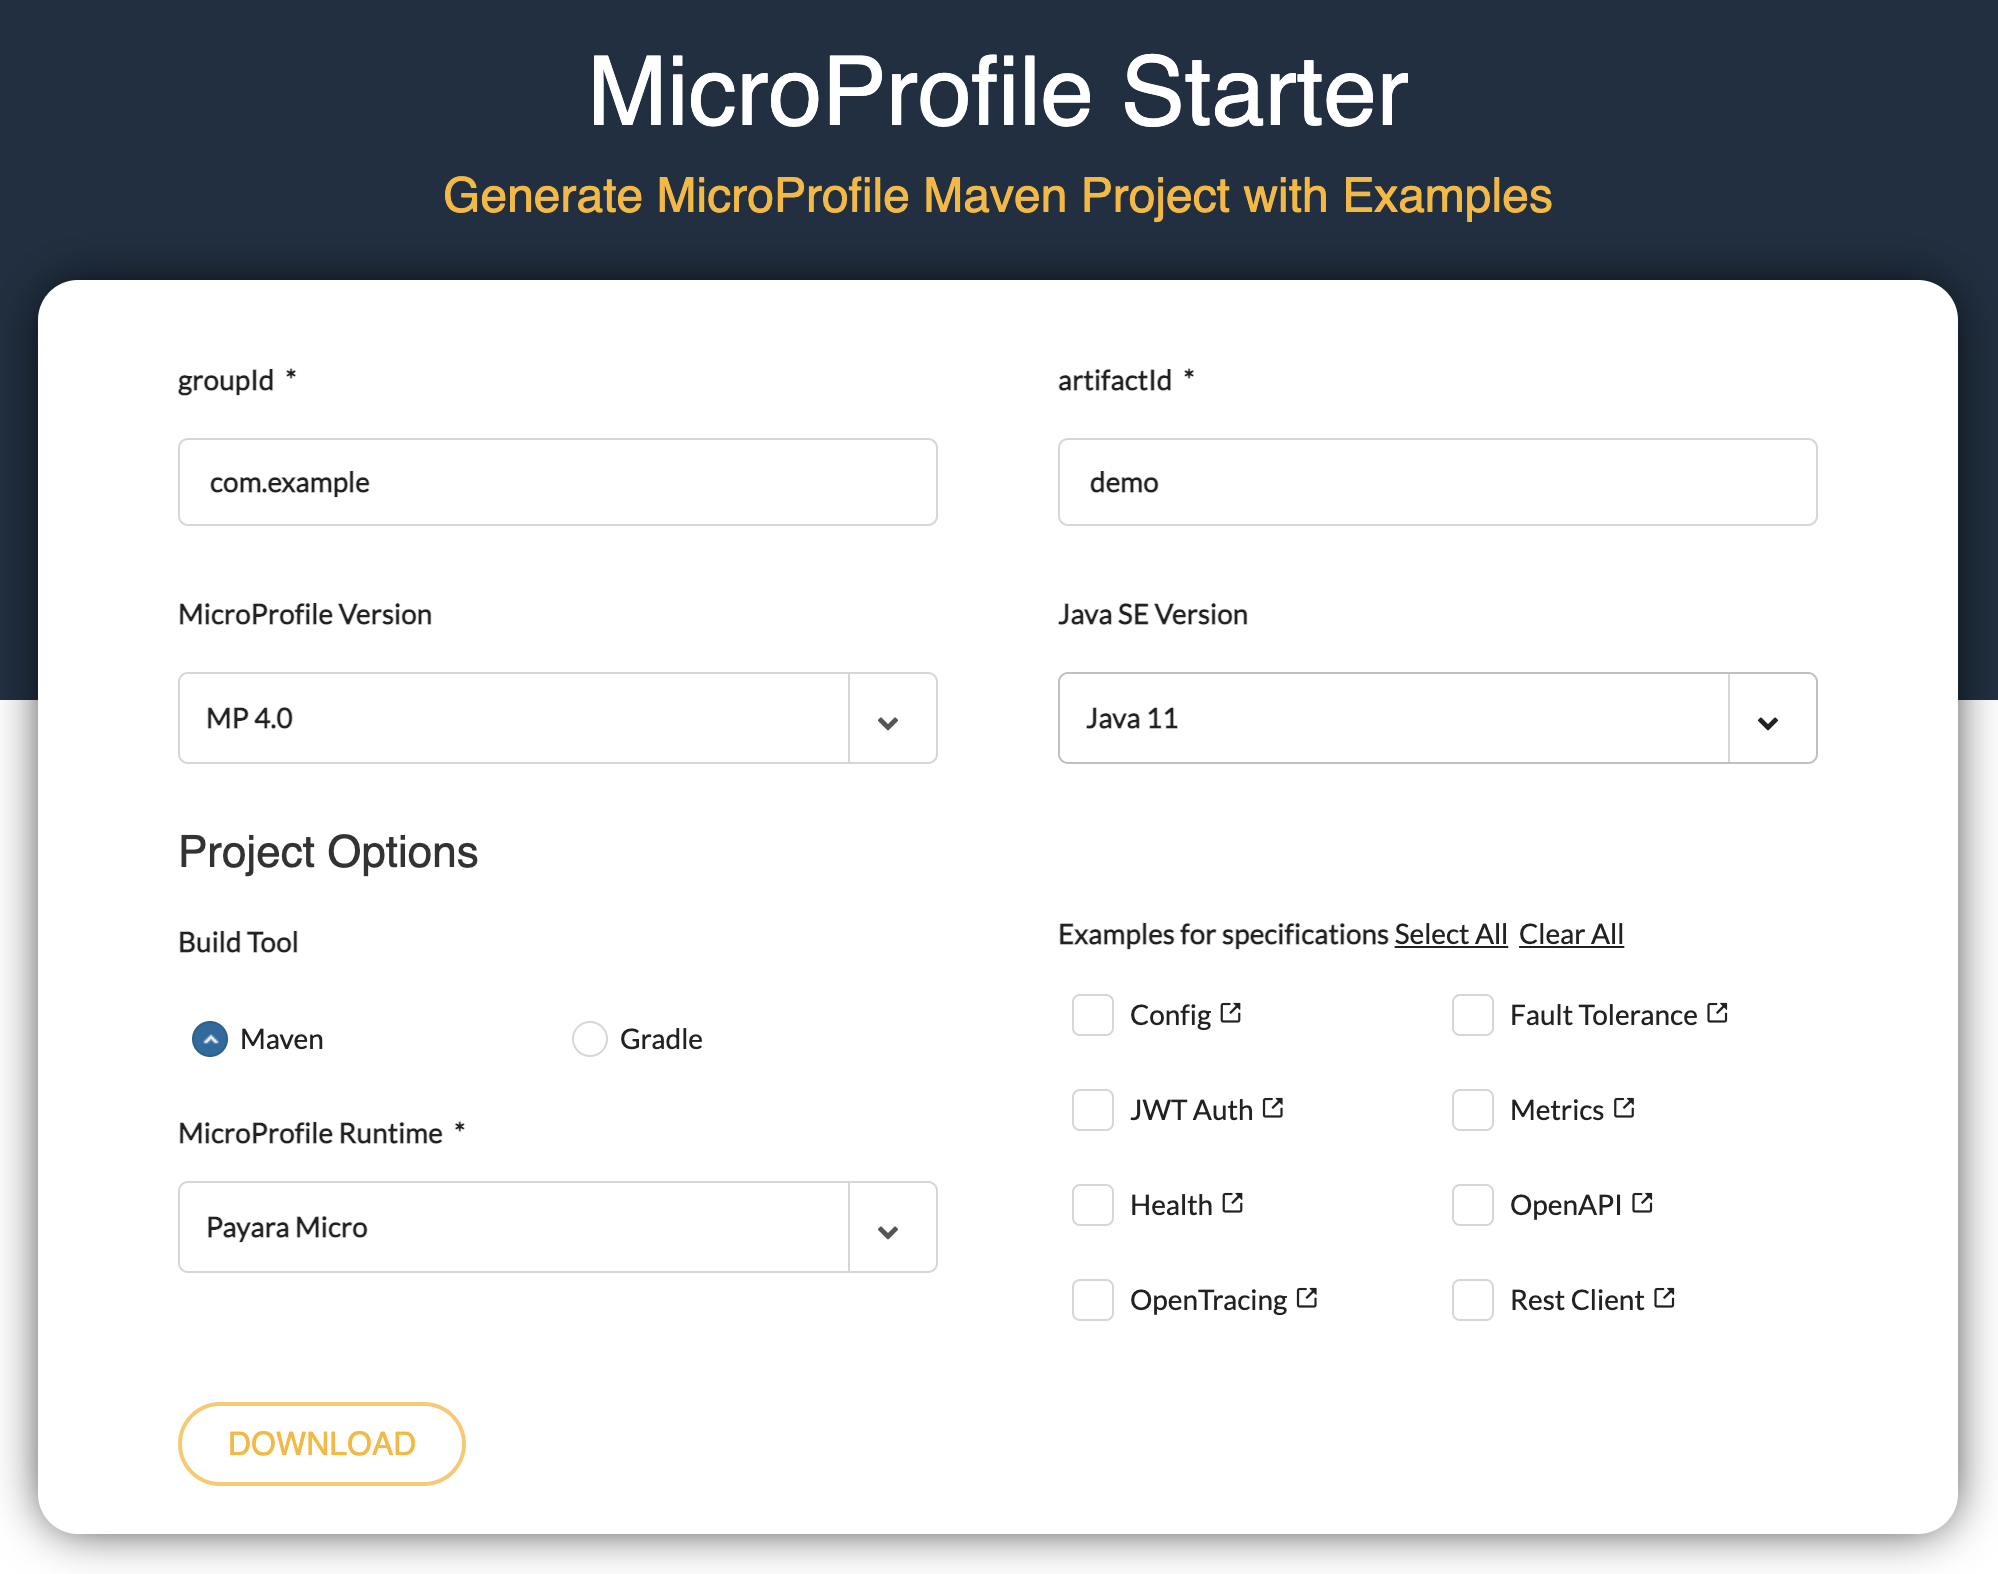 MicroProfile Starter
Generate MicroProfile Maven Project with Examples
groupId *
artifactId *
com.example
demo
MicroProfile Version
Java SE Version
MP 4.0
Java 11
Project Options
Build Tool
Maven
Gradle
MicroProfile Runtime *
Payara Micro
Examples for specifications Select All Clear All
Config
Fault Tolerance
JWT Auth
Metrics
Health
OpenAPI
OpenTracing
Rest Client
DOWNLOAD